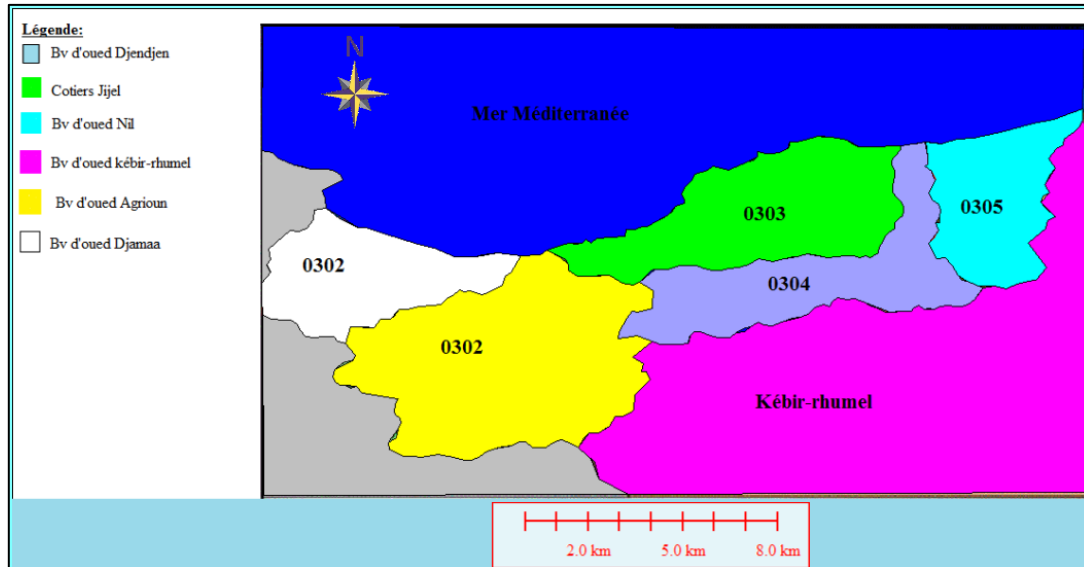 Légende:
Bv d'oued Djendjen
Cotiers Jijel
Bv d'oued Nil
Bv d'oued kébir-rhumel
Bv d'oued Agrioun
Bv d'oued Djamaa
N
Mer Méditerranée
0303
0305
0302
0304
0302
Kébir-rhumel
2.0 km 5.0 km 8.0 km